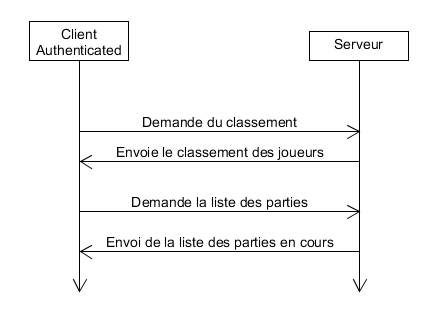 Client
Authenticated
Serveur
Demande du classement
Envoie le classement des joueurs
Demande la liste des parties
Envoi de la liste des parties en cours